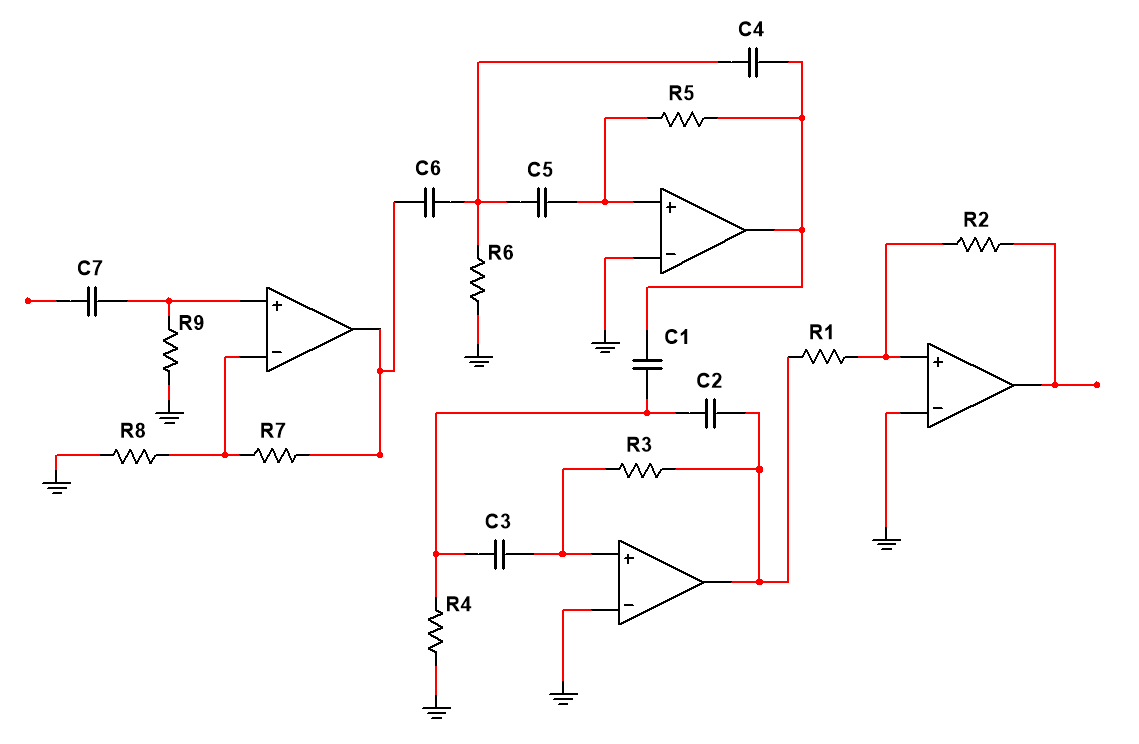 C4
R5
C6
C5
R2
R6
C7
+
−
R9
+
−
C1
R1
+
−
C2
R8
R7
R3
C3
+
−
R4